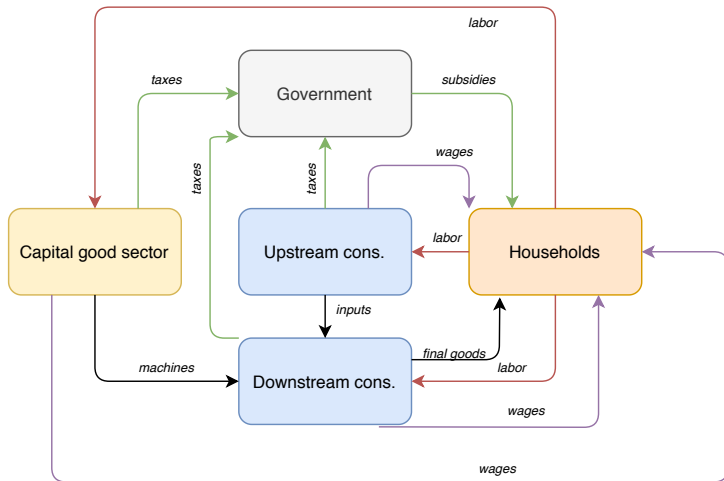 labor
taxes
subsidies
Government
wages
taxes
taxes
Capital good sector
Upstream cons.
labor
Households
inputs
final goods
machines
labor
Downstream cons.
wages
wages